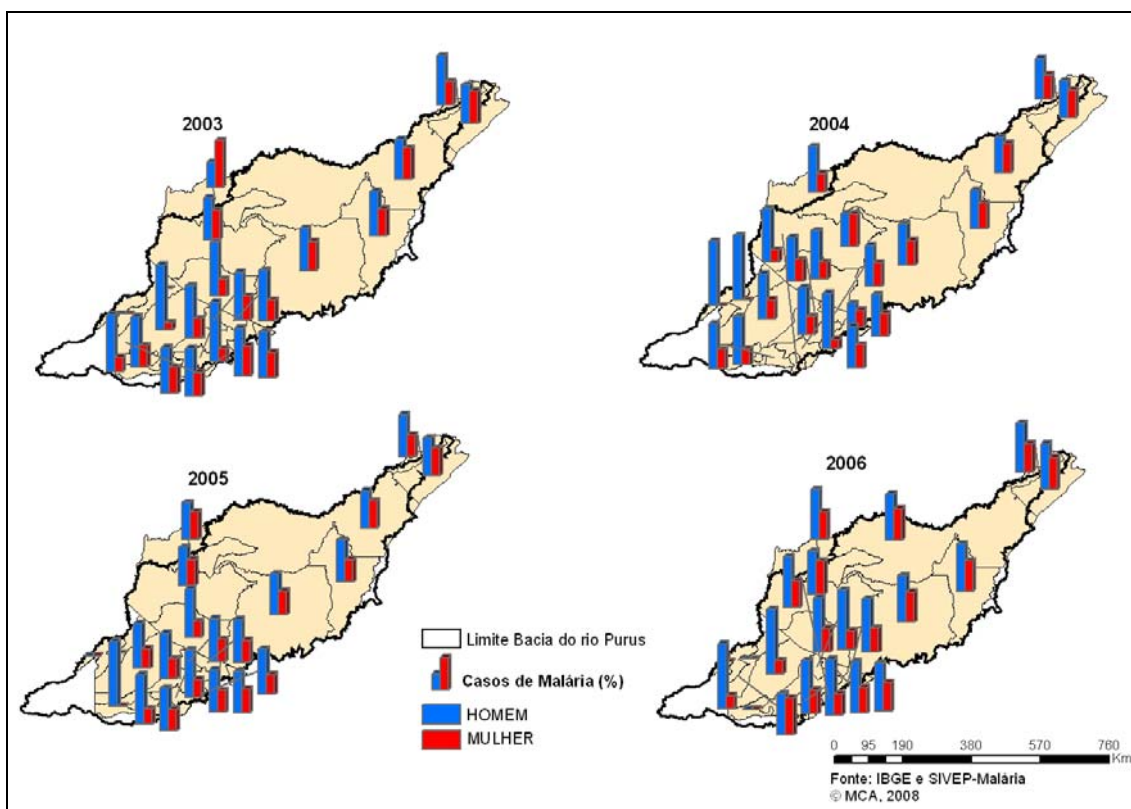 2003
2004
2005
2006
Limite Bacia do rio Purus
Casos de Malária (%)
HOMEM
MULHER
0 95 190 380 570 760
Km
Fonte: IBGE e SIVEP-Malária
© MCA, 2008